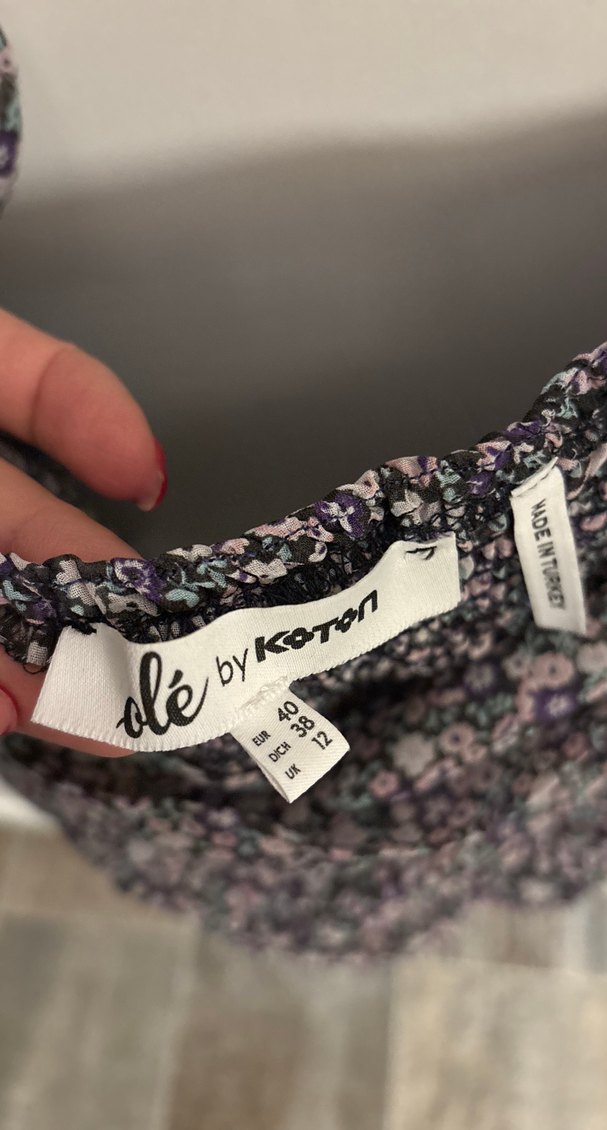 olé by KOTON
EUR 40
D/CH 38
UK 12
MADE IN TURKEY